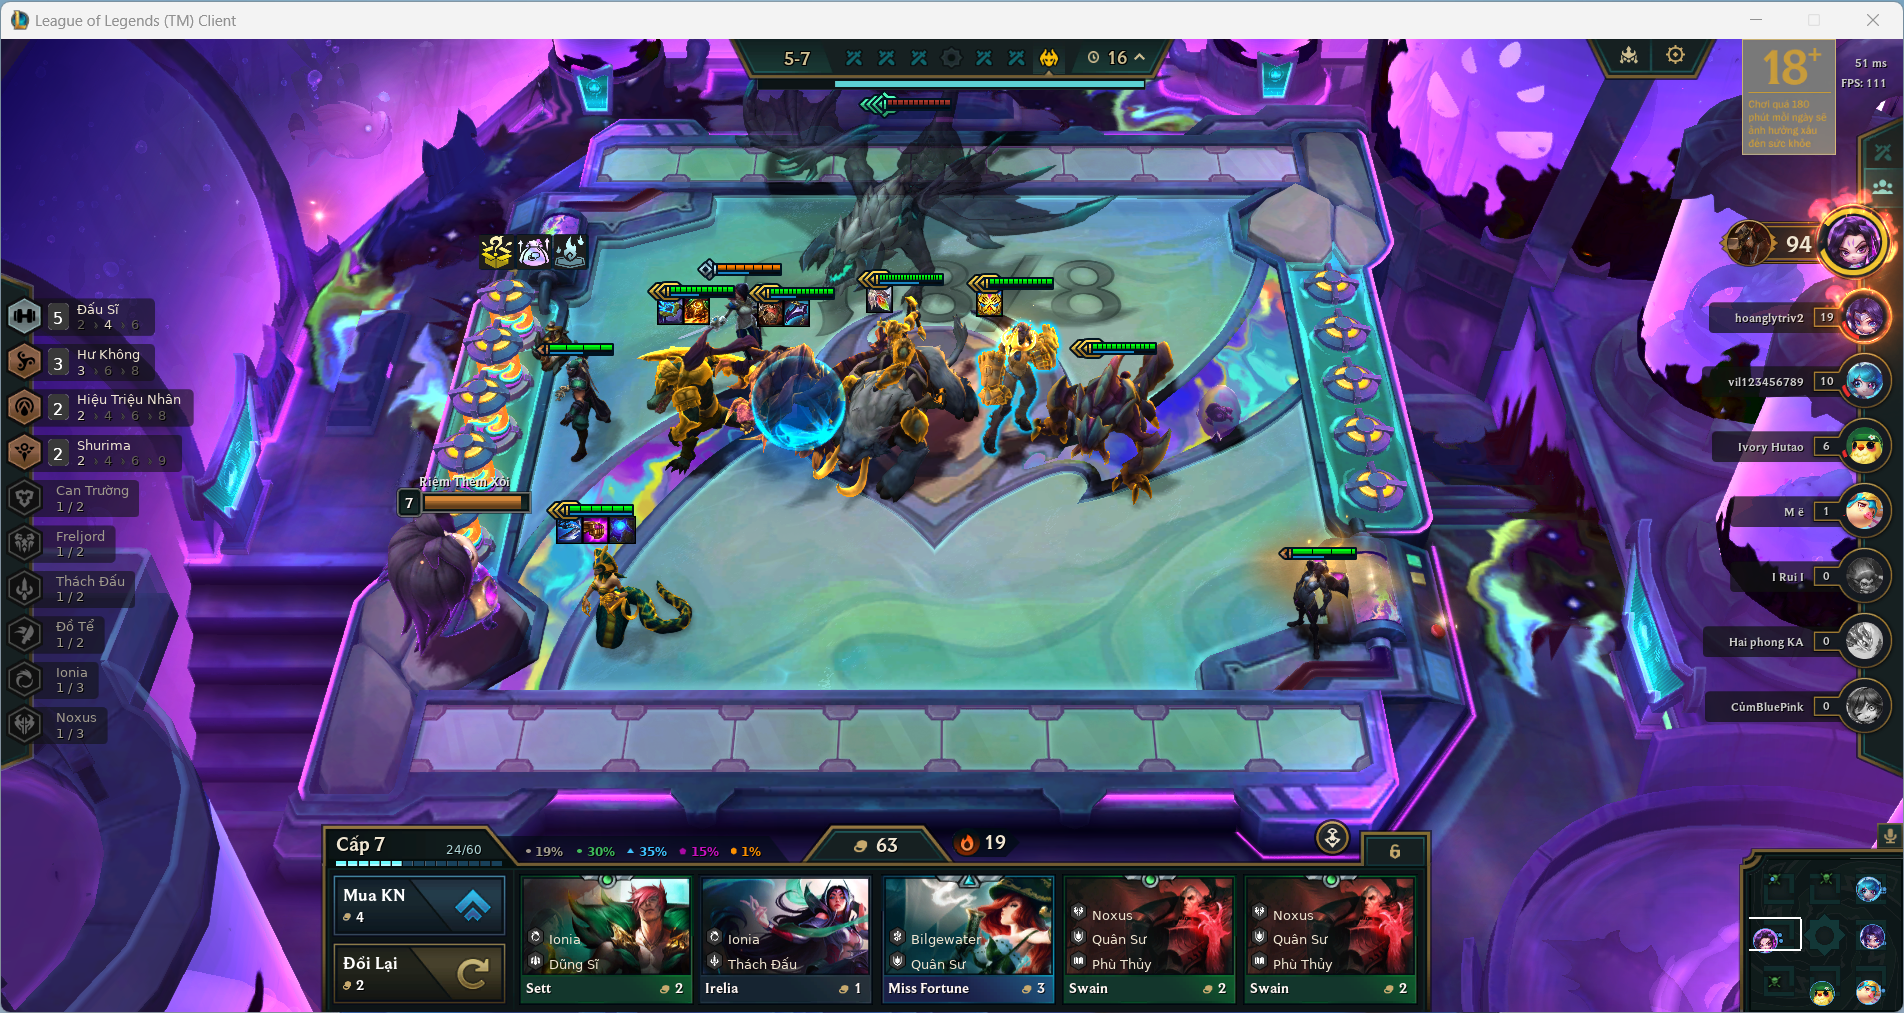 League of Legends (TM) Client
5-7
16
18+
Chơi quá 180
phút mỗi ngày sẽ
ảnh hưởng xấu
đến sức khỏe
51 ms
FPS: 111
94
hoanglytriv2 19
vil123456789 10
Ivory Hutao 6
M ê 1
I Rui I 0
Hai phong KA 0
CủmBluePink 0
8/8
5 Đấu Sĩ
2 › 4 › 6
3 Hư Không
3 › 6 › 8
2 Hiệu Triệu Nhân
2 › 4 › 6 › 8
2 Shurima
2 › 4 › 6 › 9
Can Trường
1 / 2
Freljord
1 / 2
Thách Đấu
1 / 2
Đồ Tể
1 / 2
Ionia
1 / 3
Noxus
1 / 3
Riềm Thêm Xôi
7
Cấp 7
24/60
19%
30%
35%
15%
1%
63
19
6
Mua KN
4
Đổi Lại
2
Ionia
Dũng Sĩ
Sett 2
Ionia
Thách Đấu
Irelia 1
Bilgewater
Quân Sư
Miss Fortune 3
Noxus
Quân Sư
Phù Thủy
Swain 2
Noxus
Quân Sư
Phù Thủy
Swain 2